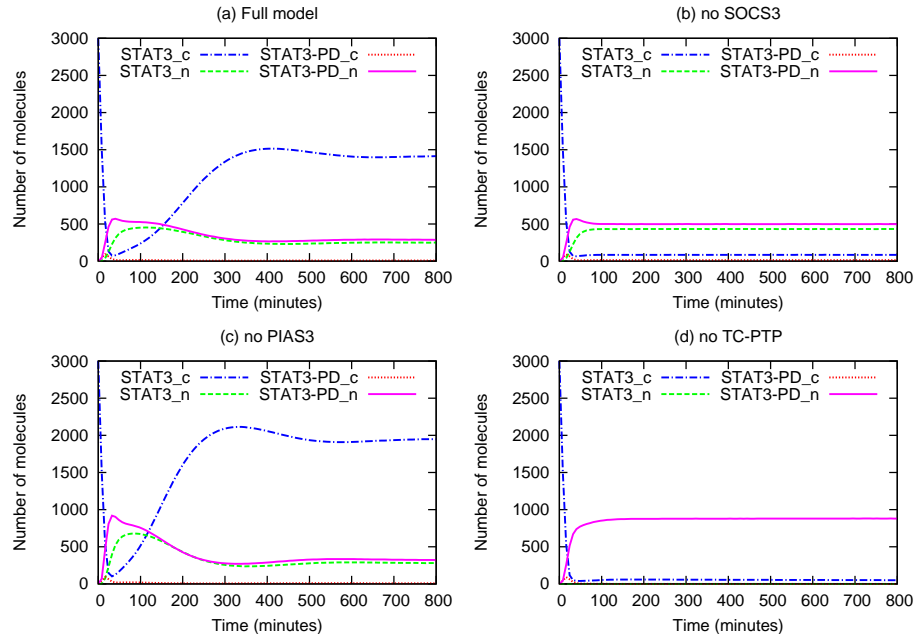 (a) Full model
Number of molecules
3000
2500
2000
1500
1000
500
0
STAT3_c STAT3-PD_c
STAT3_n STAT3-PD_n
0 100 200 300 400 500 600 700 800
Time (minutes)
(b) no SOCS3
Number of molecules
3000
2500
2000
1500
1000
500
0
STAT3_c STAT3-PD_c
STAT3_n STAT3-PD_n
0 100 200 300 400 500 600 700 800
Time (minutes)
(c) no PIAS3
Number of molecules
3000
2500
2000
1500
1000
500
0
STAT3_c STAT3-PD_c
STAT3_n STAT3-PD_n
0 100 200 300 400 500 600 700 800
Time (minutes)
(d) no TC-PTP
Number of molecules
3000
2500
2000
1500
1000
500
0
STAT3_c STAT3-PD_c
STAT3_n STAT3-PD_n
0 100 200 300 400 500 600 700 800
Time (minutes)